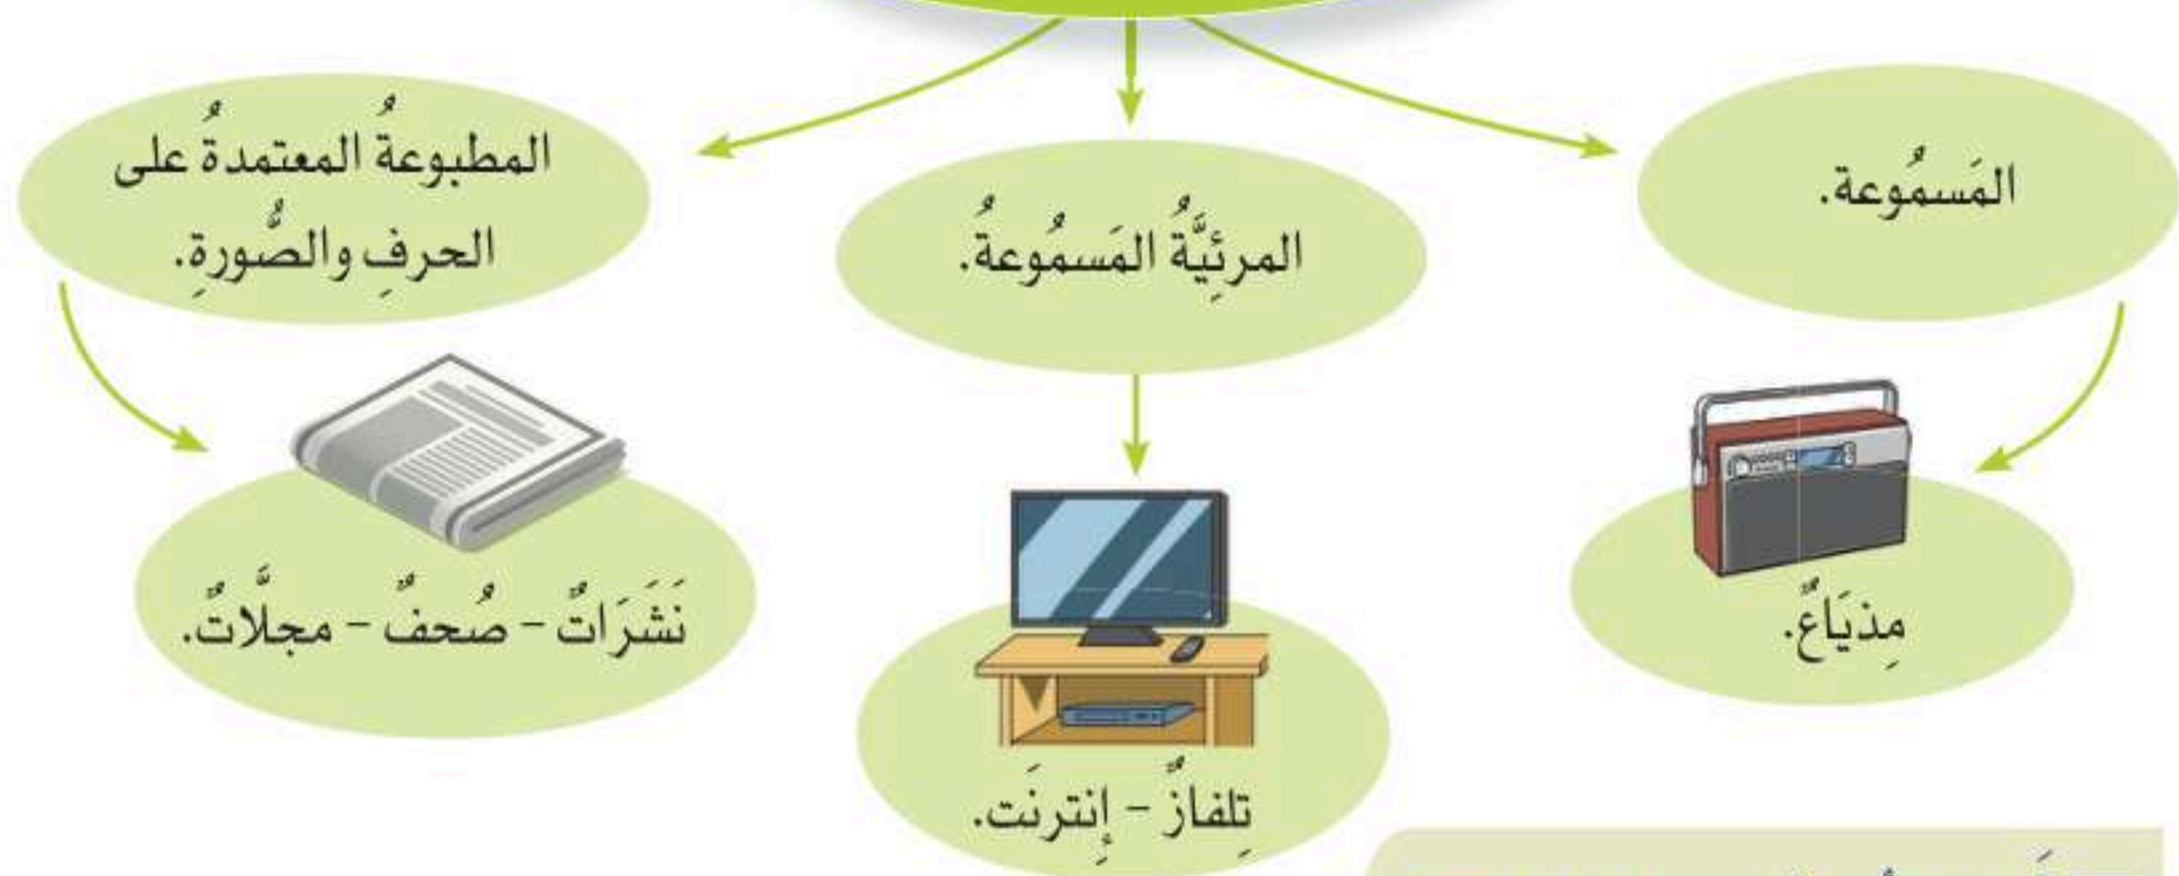 المَسمُوعة.
المرئِيَّةُ المَسمُوعةُ.
المطبوعةُ المعتمدةُ على
الحرفِ والصُّورةِ.
مِذيَاعٌ.
تِلفازٌ - إِنترنَت.
نَشَرَاتٌ - صُحفٌ - مجلَّاتٌ.